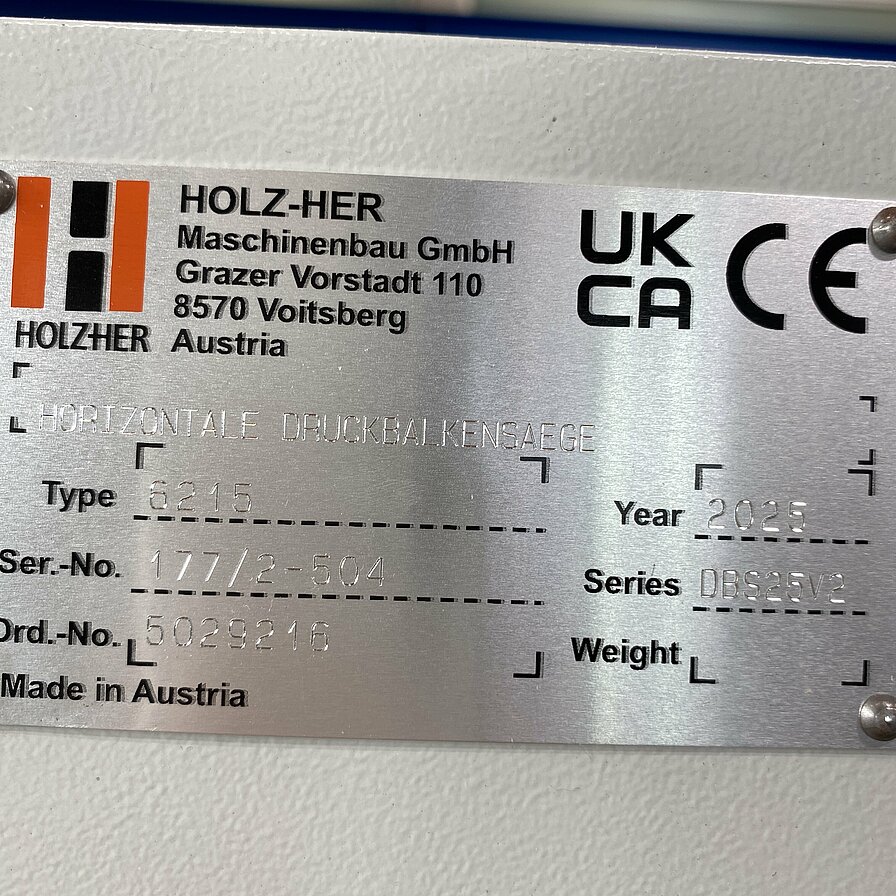 HOLZ-HER
Maschinenbau GmbH
Grazer Vorstadt 110
8570 Voitsberg
Austria
HOLZHER
UK
CA
CE
HORIZONTALE DRUCKBALKENSAEGE
Type 6215
Year 2025
Ser.-No. 177/2-504
Series DBS25V2
Ord.-No. 5029216
Weight
Made in Austria